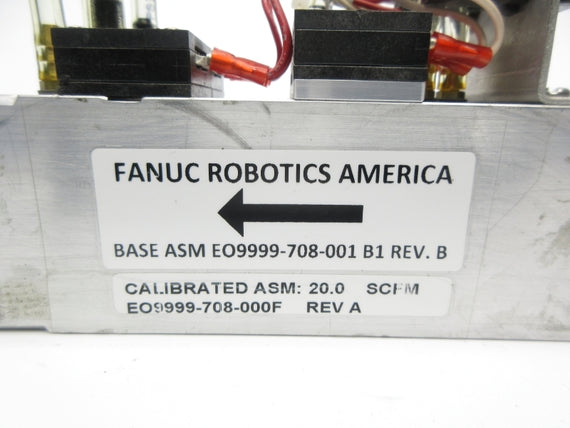 FANUC ROBOTICS AMERICA
BASE ASM EO9999-708-001 B1 REV. B
CALIBRATED ASM: 20.0 SCFM
EO9999-708-000F REV A